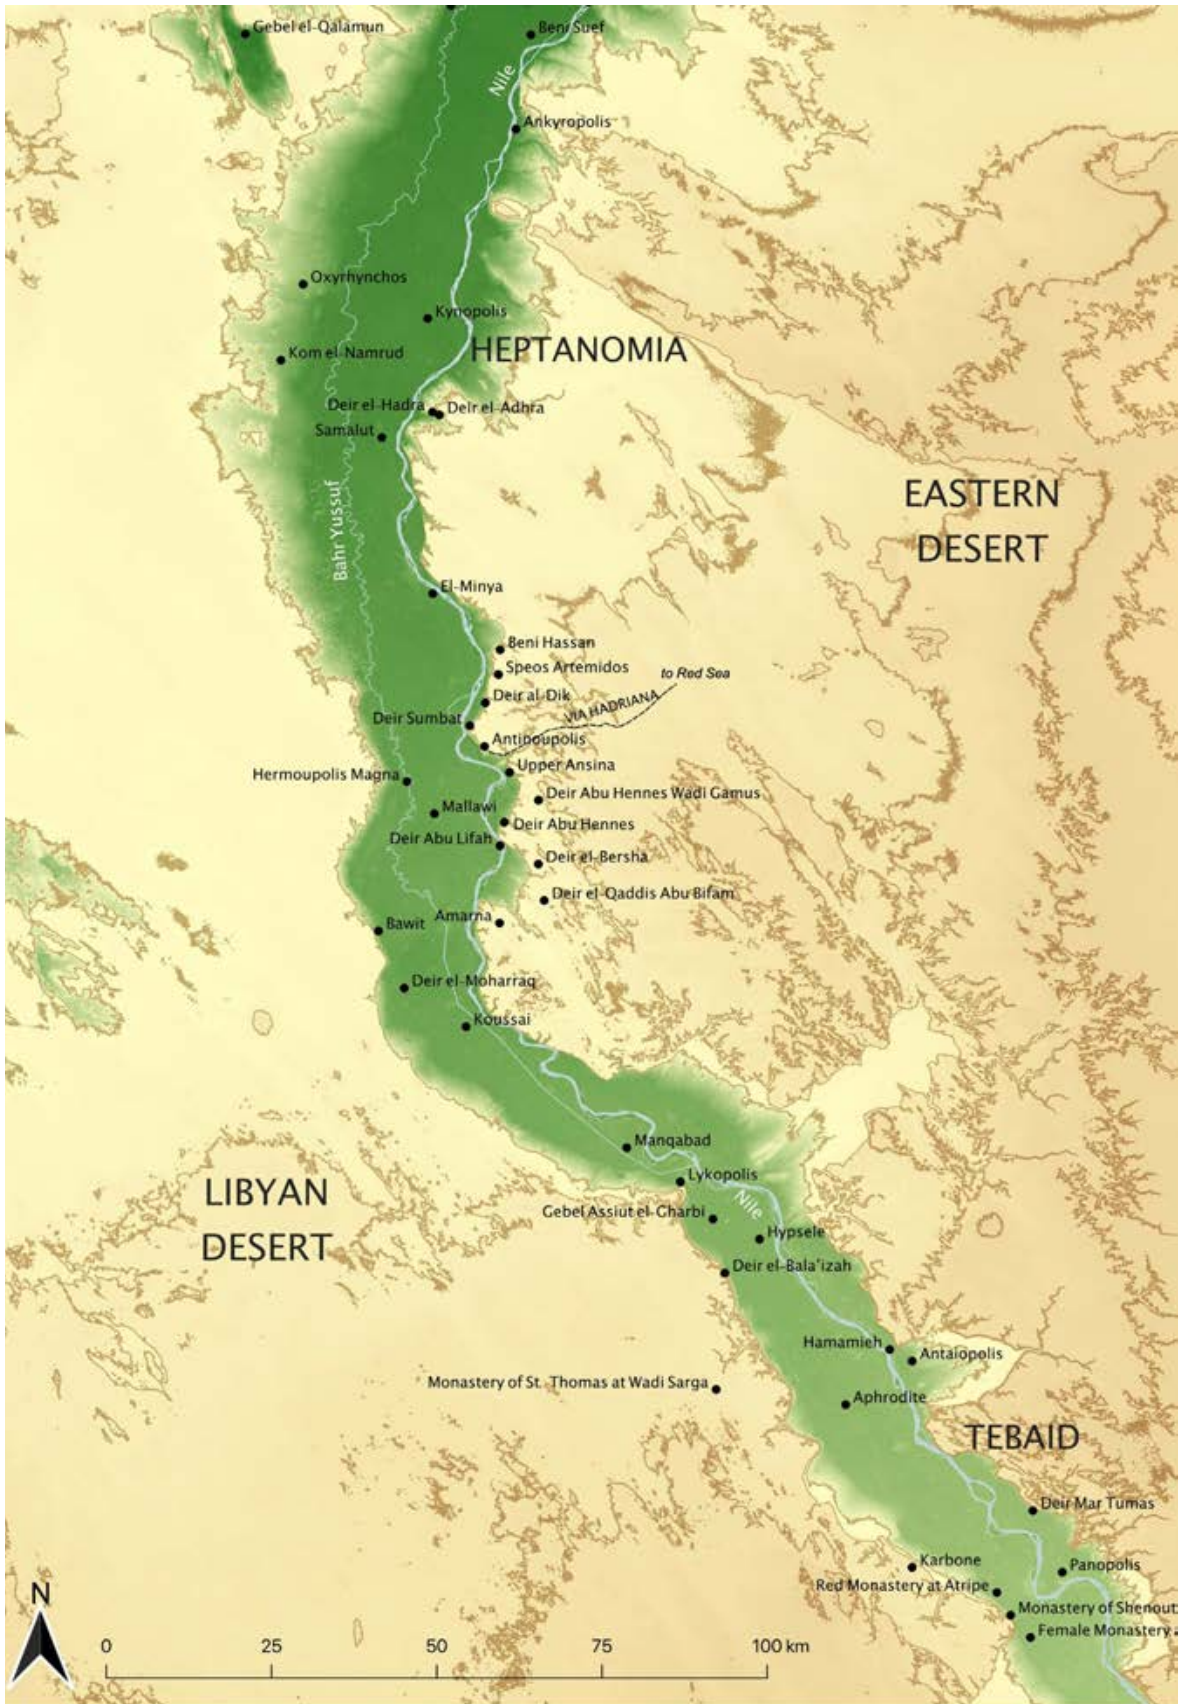 Gebel el-Qalamun
Beni Suef
Nile
Ankyropolis
Oxyrhynchos
Kynopolis
HEPTANOMIA
Kom el-Namrud
Deir el-Hadra
Deir el-Adhra
Samalut
EASTERN
DESERT
Bahr Yussuf
El-Minya
Beni Hassan
Speos Artemidos
to Red Sea
Deir al-Dik
VIA HADRIANA
Deir Sumbat
Antinoupolis
Upper Ansina
Hermoupolis Magna
Deir Abu Hennes Wadi Gamus
Mallawi
Deir Abu Hennes
Deir Abu Lifah
Deir el-Bersha
Deir el-Qaddis Abu Bifam
Amarna
Bawit
Deir el-Moharraq
Koussai
Manqabad
Lykopolis
LIBYAN
DESERT
Nile
Gebel Assiut el-Gharbi
Hypsele
Deir el-Bala'izah
Hamamieh
Antaiopolis
Monastery of St. Thomas at Wadi Sarga
Aphrodite
TEBAID
Deir Mar Tumas
Karbone
Panopolis
Red Monastery at Atripe
Monastery of Shenout
Female Monastery
N
0 25 50 75 100 km